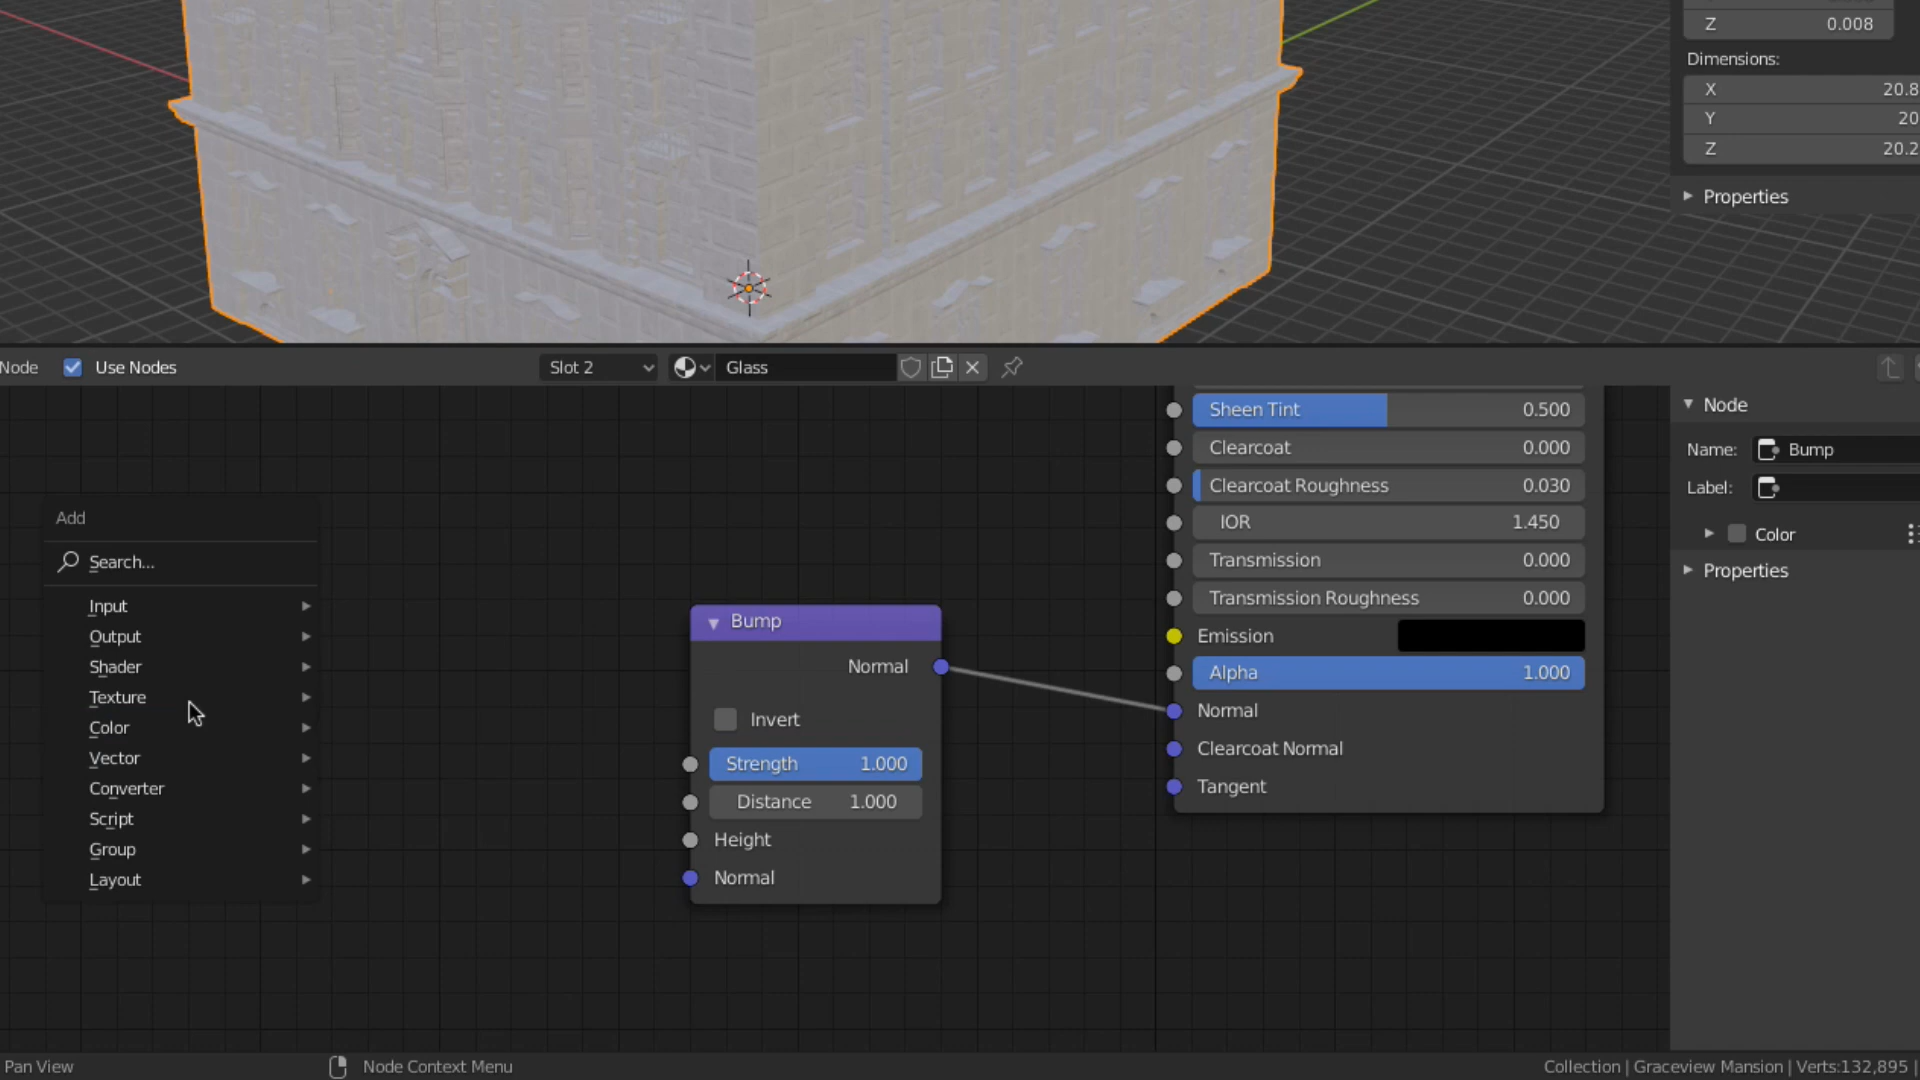 Z 0.008
Dimensions:
X 20.8
Y 20
Z 20.2
Properties
Node Use Nodes Slot 2 Glass
Sheen Tint 0.500
Clearcoat 0.000
Clearcoat Roughness 0.030
IOR 1.450
Transmission 0.000
Transmission Roughness 0.000
Emission
Alpha 1.000
Normal
Clearcoat Normal
Tangent
Node
Name: Bump
Label:
Color
Properties
Add
Search...
Input
Output
Shader
Texture
Color
Vector
Converter
Script
Group
Layout
Bump
Normal
Invert
Strength 1.000
Distance 1.000
Height
Normal
Pan View Node Context Menu Collection | Graceview Mansion | Verts:132,895 |